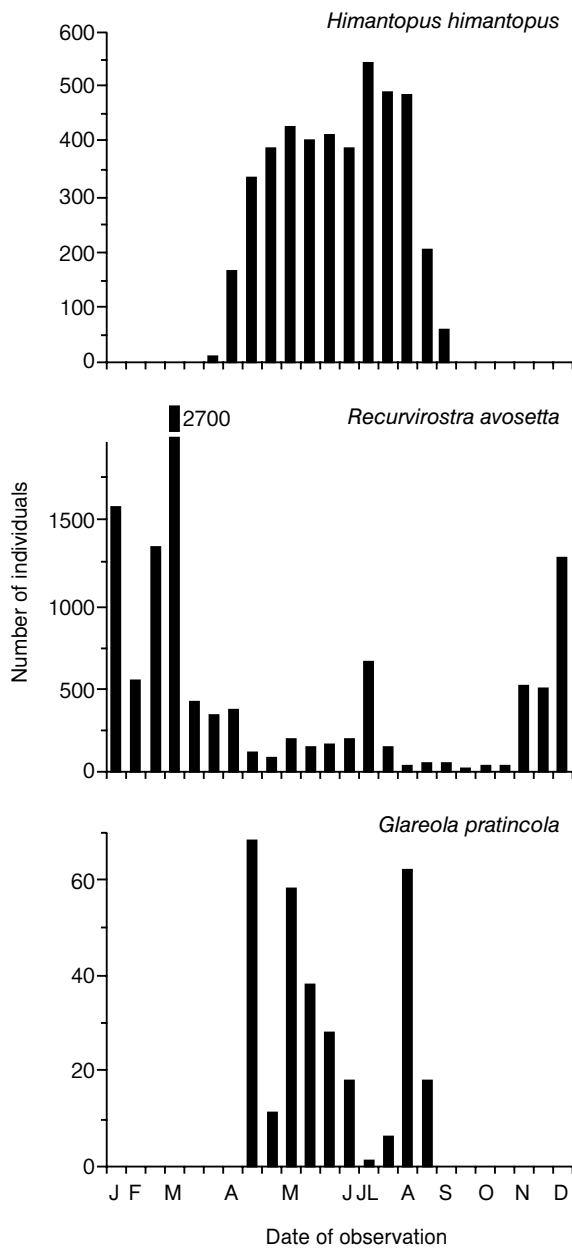 Himantopus himantopus
600
500
400
300
200
100
0
2700
Recurvirostra avosetta
1500
1000
500
0
Number of individuals
Glareola pratincola
60
40
20
0
J F M A M J JL A S O N D
Date of observation